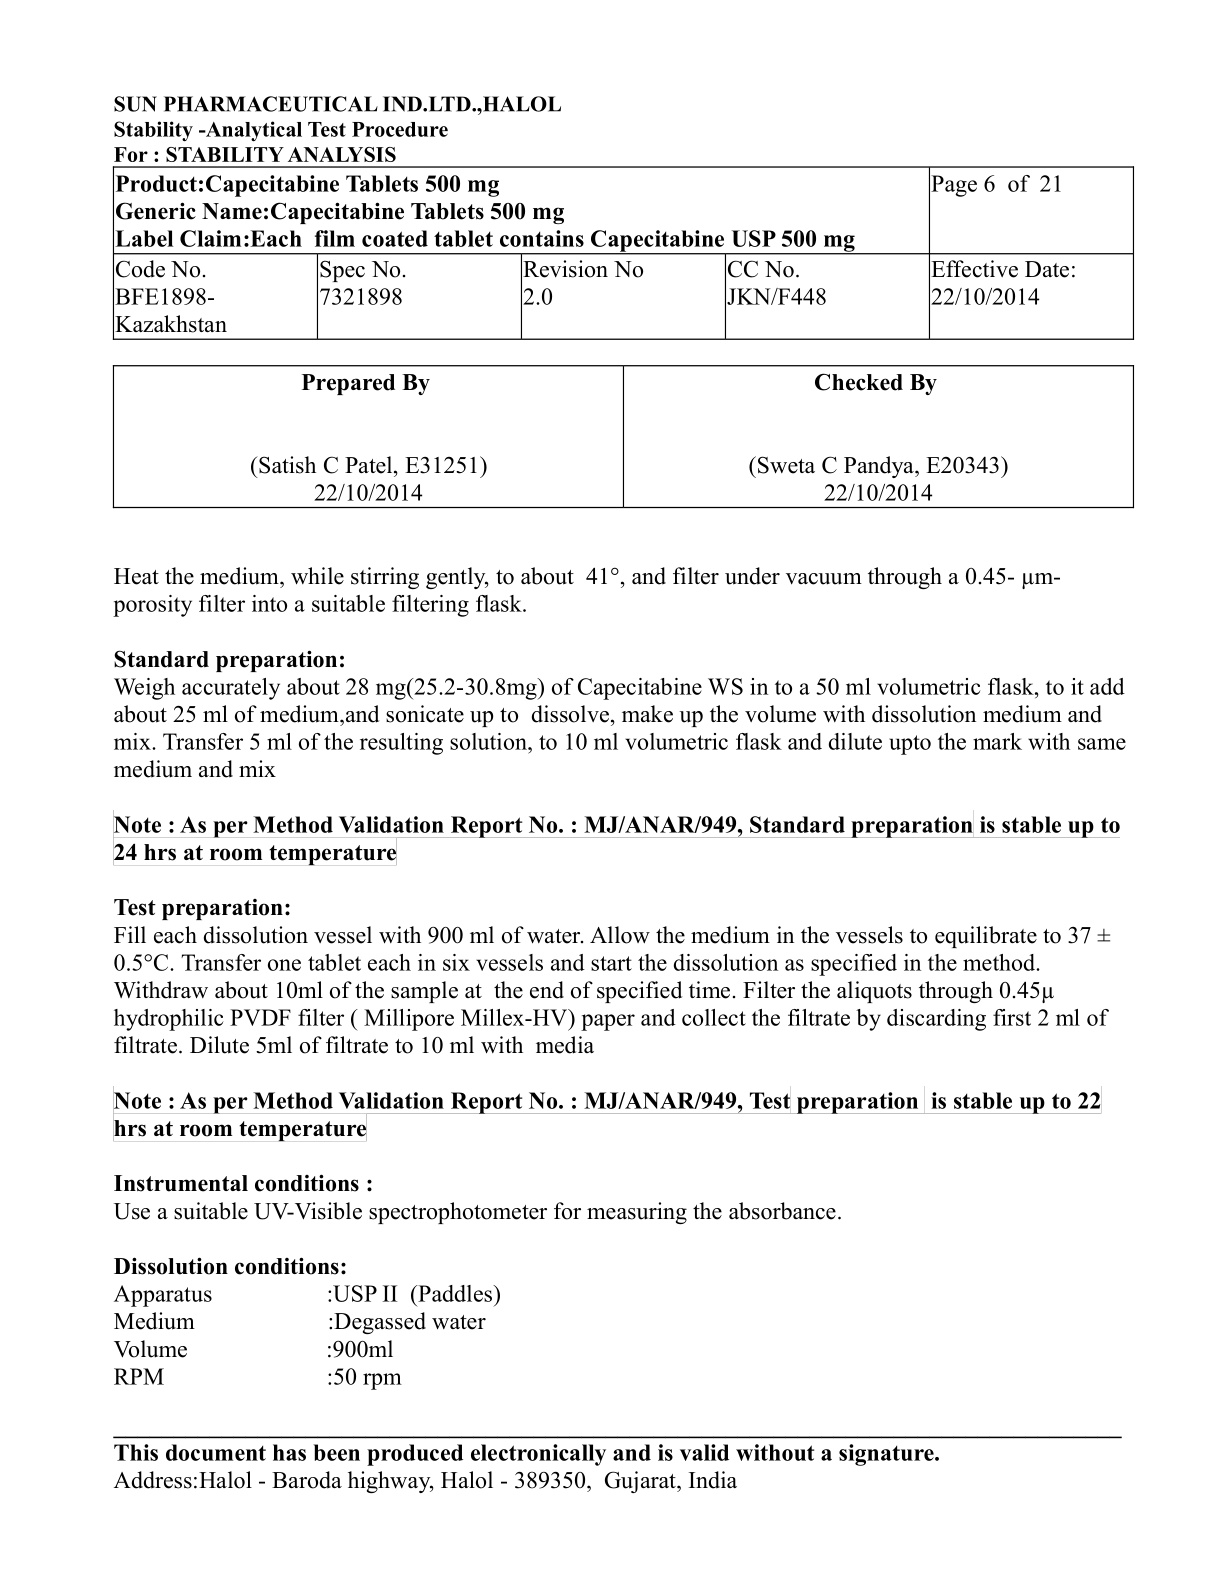 SUN PHARMACEUTICAL IND.LTD.,HALOL
Stability -Analytical Test Procedure
For : STABILITY ANALYSIS
Product:Capecitabine Tablets 500 mg
Generic Name:Capecitabine Tablets 500 mg
Label Claim:Each film coated tablet contains Capecitabine USP 500 mg
Page 6 of 21
Code No.
BFE1898-
Kazakhstan
Spec No.
7321898
Revision No
2.0
CC No.
JKN/F448
Effective Date:
22/10/2014
Prepared By
(Satish C Patel, E31251)
22/10/2014
Checked By
(Sweta C Pandya, E20343)
22/10/2014
Heat the medium, while stirring gently, to about 41°, and filter under vacuum through a 0.45- μm-
porosity filter into a suitable filtering flask.
Standard preparation:
Weigh accurately about 28 mg(25.2-30.8mg) of Capecitabine WS in to a 50 ml volumetric flask, to it add
about 25 ml of medium,and sonicate up to dissolve, make up the volume with dissolution medium and
mix. Transfer 5 ml of the resulting solution, to 10 ml volumetric flask and dilute upto the mark with same
medium and mix
Note : As per Method Validation Report No. : MJ/ANAR/949, Standard preparation is stable up to
24 hrs at room temperature
Test preparation:
Fill each dissolution vessel with 900 ml of water. Allow the medium in the vessels to equilibrate to 37 ±
0.5°C. Transfer one tablet each in six vessels and start the dissolution as specified in the method.
Withdraw about 10ml of the sample at the end of specified time. Filter the aliquots through 0.45μ
hydrophilic PVDF filter ( Millipore Millex-HV) paper and collect the filtrate by discarding first 2 ml of
filtrate. Dilute 5ml of filtrate to 10 ml with media
Note : As per Method Validation Report No. : MJ/ANAR/949, Test preparation is stable up to 22
hrs at room temperature
Instrumental conditions :
Use a suitable UV-Visible spectrophotometer for measuring the absorbance.
Dissolution conditions:
Apparatus :USP II (Paddles)
Medium :Degassed water
Volume :900ml
RPM :50 rpm
This document has been produced electronically and is valid without a signature.
Address:Halol - Baroda highway, Halol - 389350, Gujarat, India